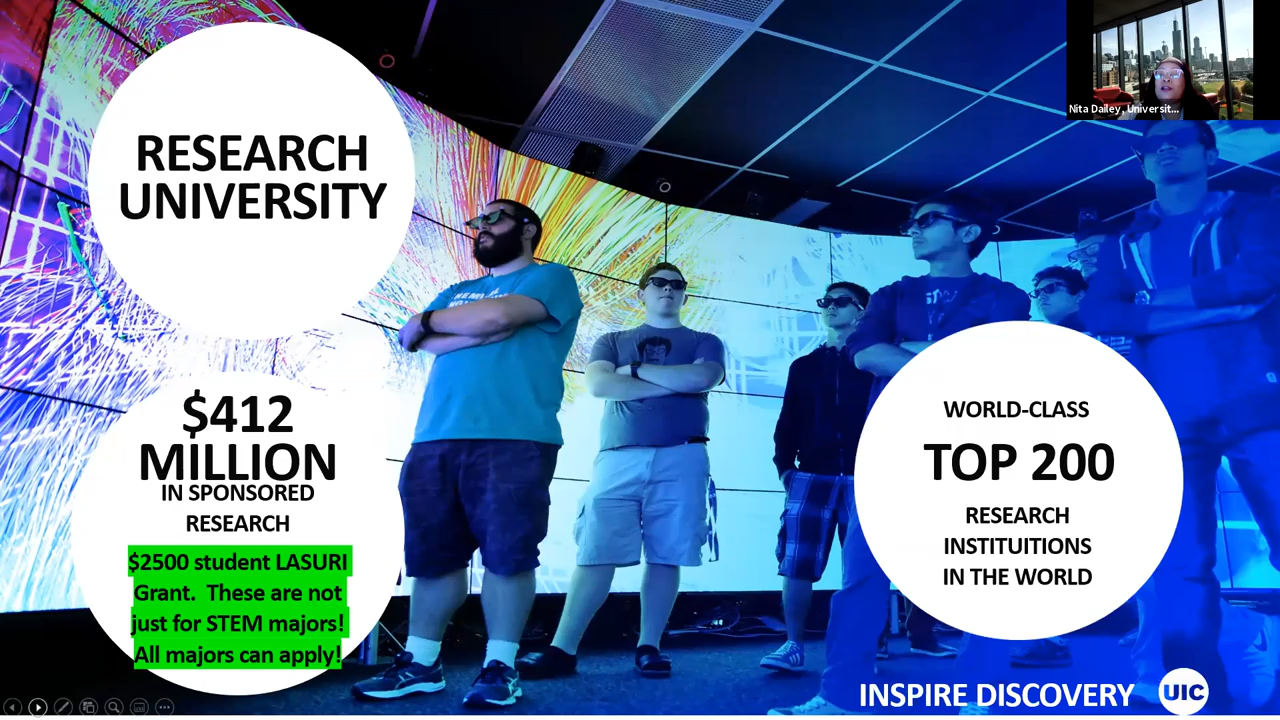 RESEARCH
UNIVERSITY
$412
MILLION
IN SPONSORED
RESEARCH
$2500 student LASURI
Grant. These are not
just for STEM majors!
All majors can apply!
WORLD-CLASS
TOP 200
RESEARCH
INSTITUITIONS
IN THE WORLD
INSPIRE DISCOVERY
UIC
Nita Dailey, Universit...